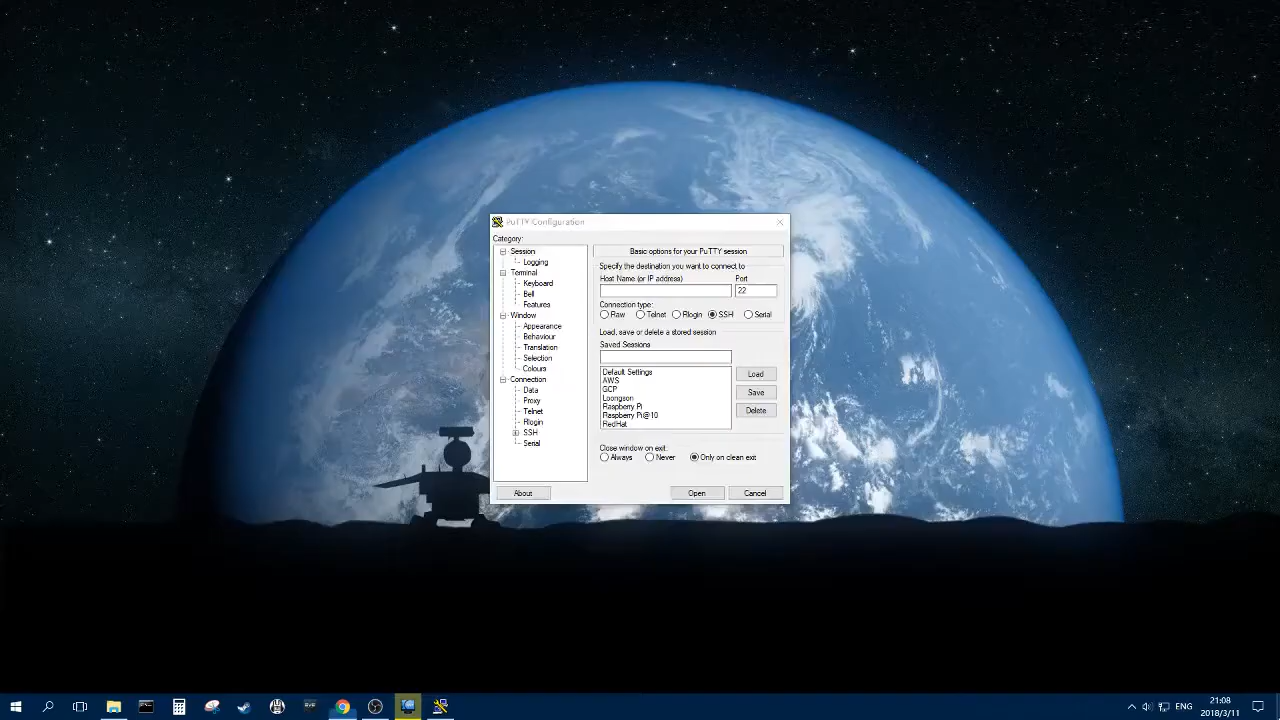 PuTTY Configuration
Category:
Session
Logging
Terminal
Keyboard
Bell
Features
Window
Appearance
Behaviour
Translation
Selection
Colours
Connection
Data
Proxy
Telnet
Rlogin
SSH
Serial
Basic options for your PuTTY session
Specify the destination you want to connect to
Host Name (or IP address) Port
22
Connection type:
Raw Telnet Rlogin SSH Serial
Load, save or delete a stored session
Saved Sessions
Default Settings
AWS
GCP
Loongson
Raspberry Pi
Raspberry Pi@10
RedHat
Load
Save
Delete
Close window on exit:
Always Never Only on clean exit
About Open Cancel
ENG
21:08
2018/3/11